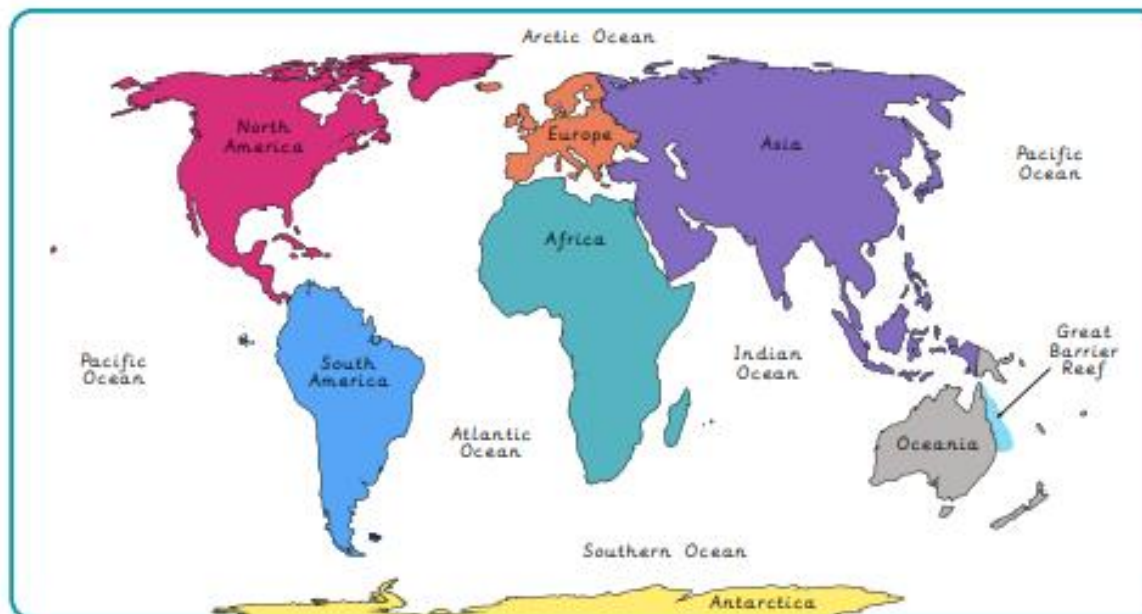 Arctic Ocean
North
America
Europe
Asia
Pacific
Ocean
Africa
Great
Barrier
Reef
Pacific
Ocean
South
America
Indian
Ocean
Atlantic
Ocean
Oceania
Southern Ocean
Antarctica